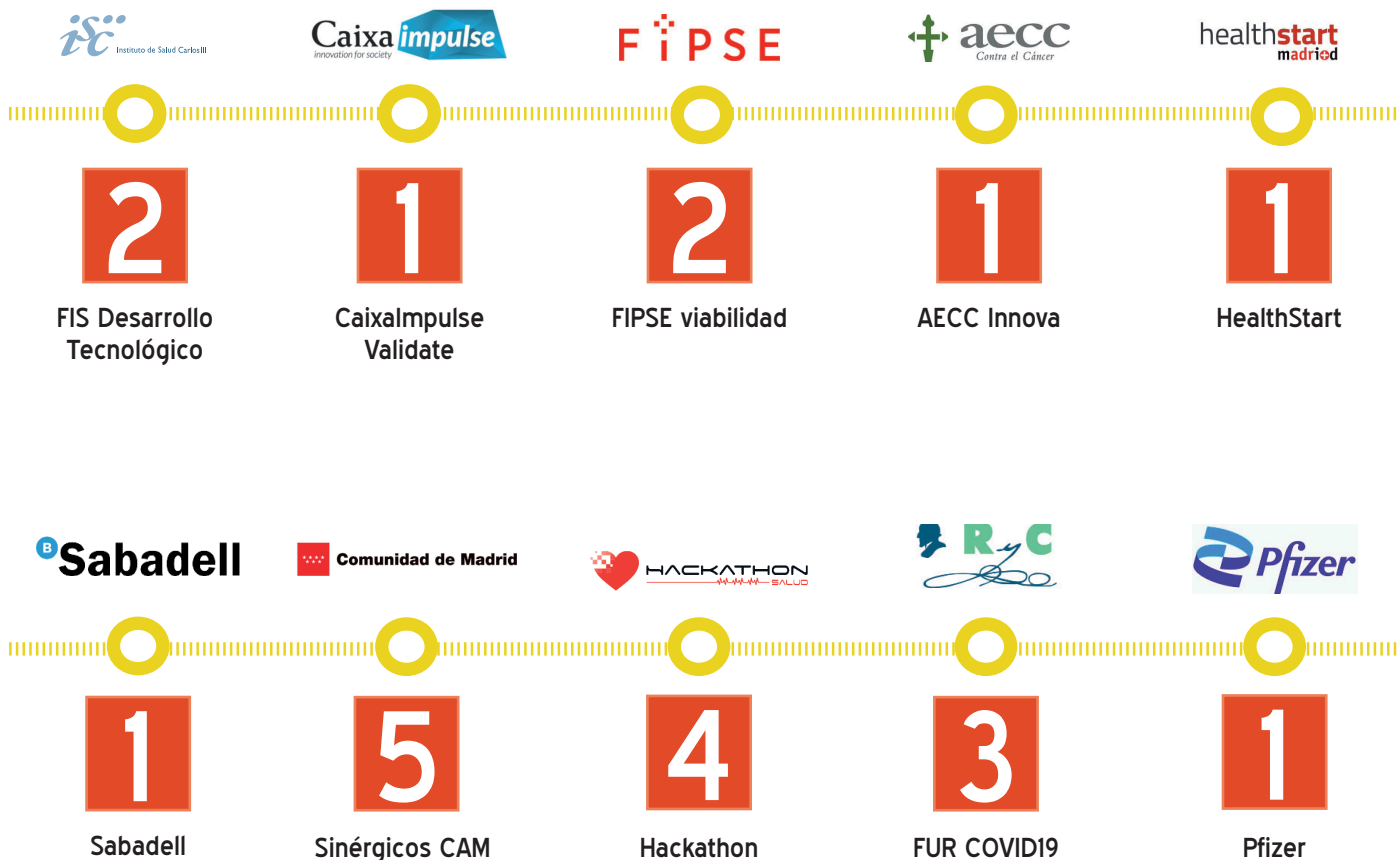 isc Instituto de Salud Carlos III
Caixa impulse
innovation for society
FiPSE
aecc
Contra el Cáncer
healthstart
madrid
2
1
2
1
1
FIS Desarrollo
Tecnológico
CaixaImpulse
Validate
FIPSE viabilidad
AECC Innova
HealthStart
B Sabadell
Comunidad de Madrid
HACKATHON
SALUD
R y C
Pfizer
1
5
4
3
1
Sabadell
Sinérgicos CAM
Hackathon
FUR COVID19
Pfizer